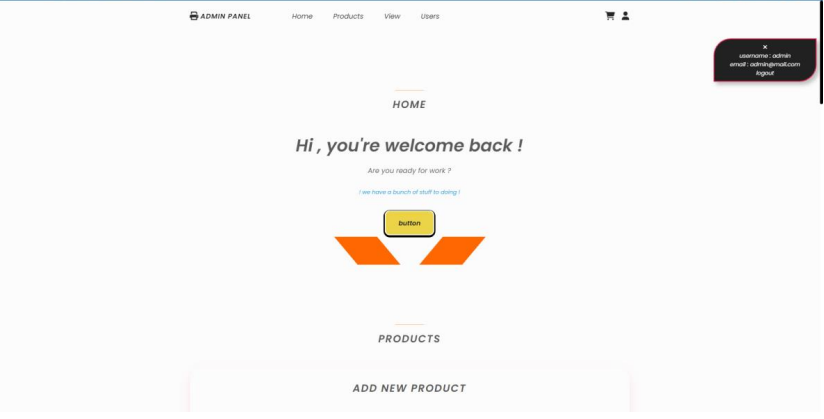 ADMIN PANEL Home Products View Users
×
username : admin
email : admin@mail.com
logout
HOME
Hi , you're welcome back !
Are you ready for work ?
! we have a bunch of stuff to doing !
button
PRODUCTS
ADD NEW PRODUCT